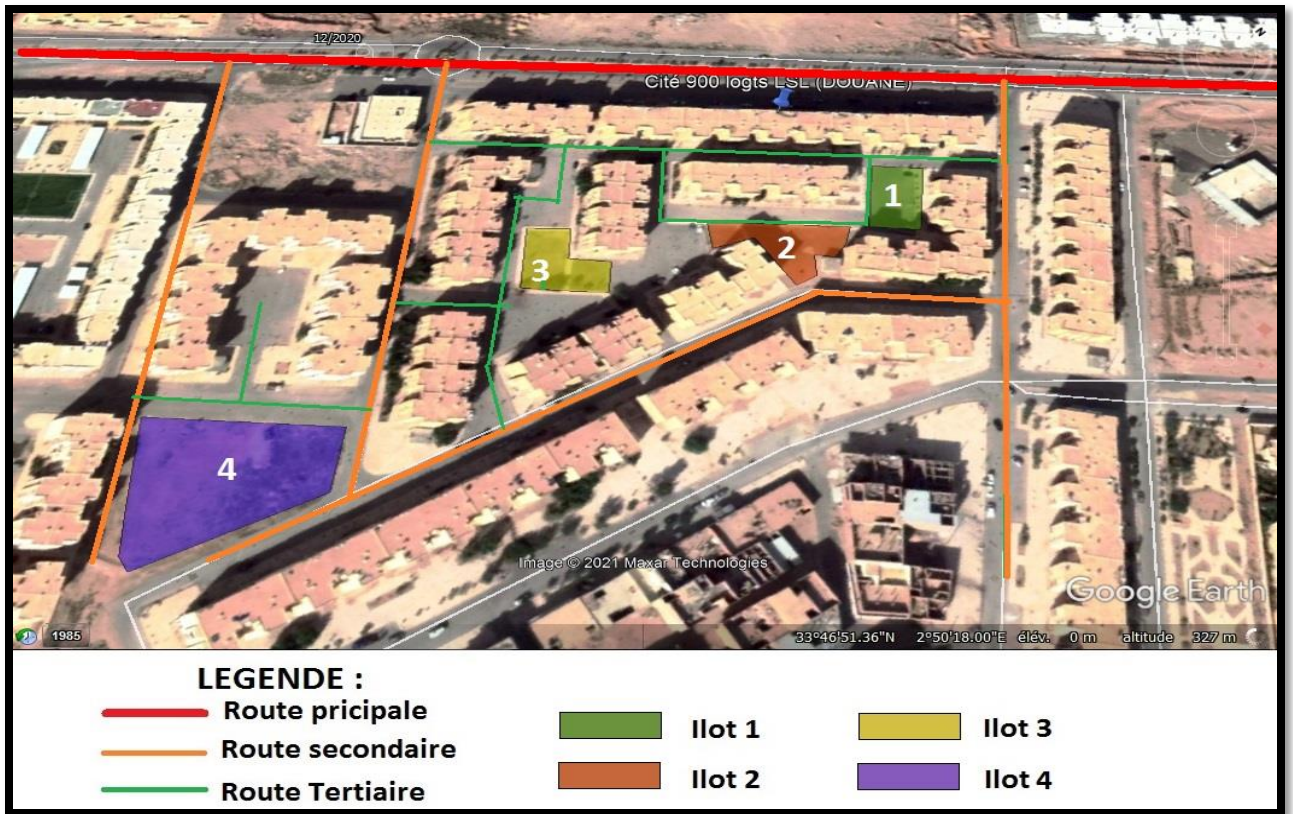 12/2020
Cité 900 logts LSL (DOUANE)
1
2
3
4
Image © 2021 Maxar Technologies
Google Earth
1985
33°46'51.36"N 2°50'18.00"E élév. 0 m altitude 327 m
LEGENDE :
Route pricipale
Route secondaire
Route Tertiaire
Ilot 1
Ilot 2
Ilot 3
Ilot 4